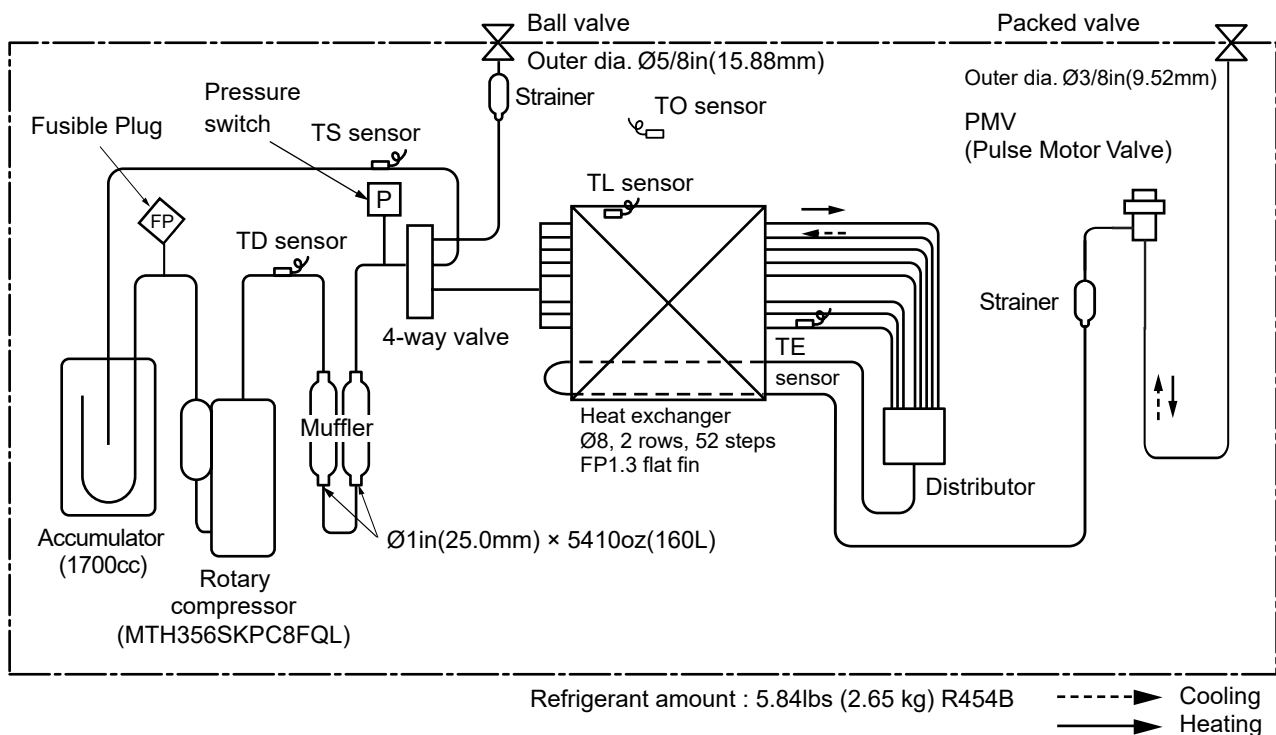 Ball valve
Packed valve
Outer dia. Ø5/8in(15.88mm)
Outer dia. Ø3/8in(9.52mm)
Pressure
switch
Strainer
TO sensor
Fusible Plug
TS sensor
PMV
(Pulse Motor Valve)
TL sensor
P
FP
TD sensor
Strainer
4-way valve
TE
sensor
Heat exchanger
Ø8, 2 rows, 52 steps
FP1.3 flat fin
Muffler
Distributor
Accumulator
(1700cc)
Ø1in(25.0mm) × 5410oz(160L)
Rotary
compressor
(MTH356SKPC8FQL)
Refrigerant amount : 5.84lbs (2.65 kg) R454B
Cooling
Heating